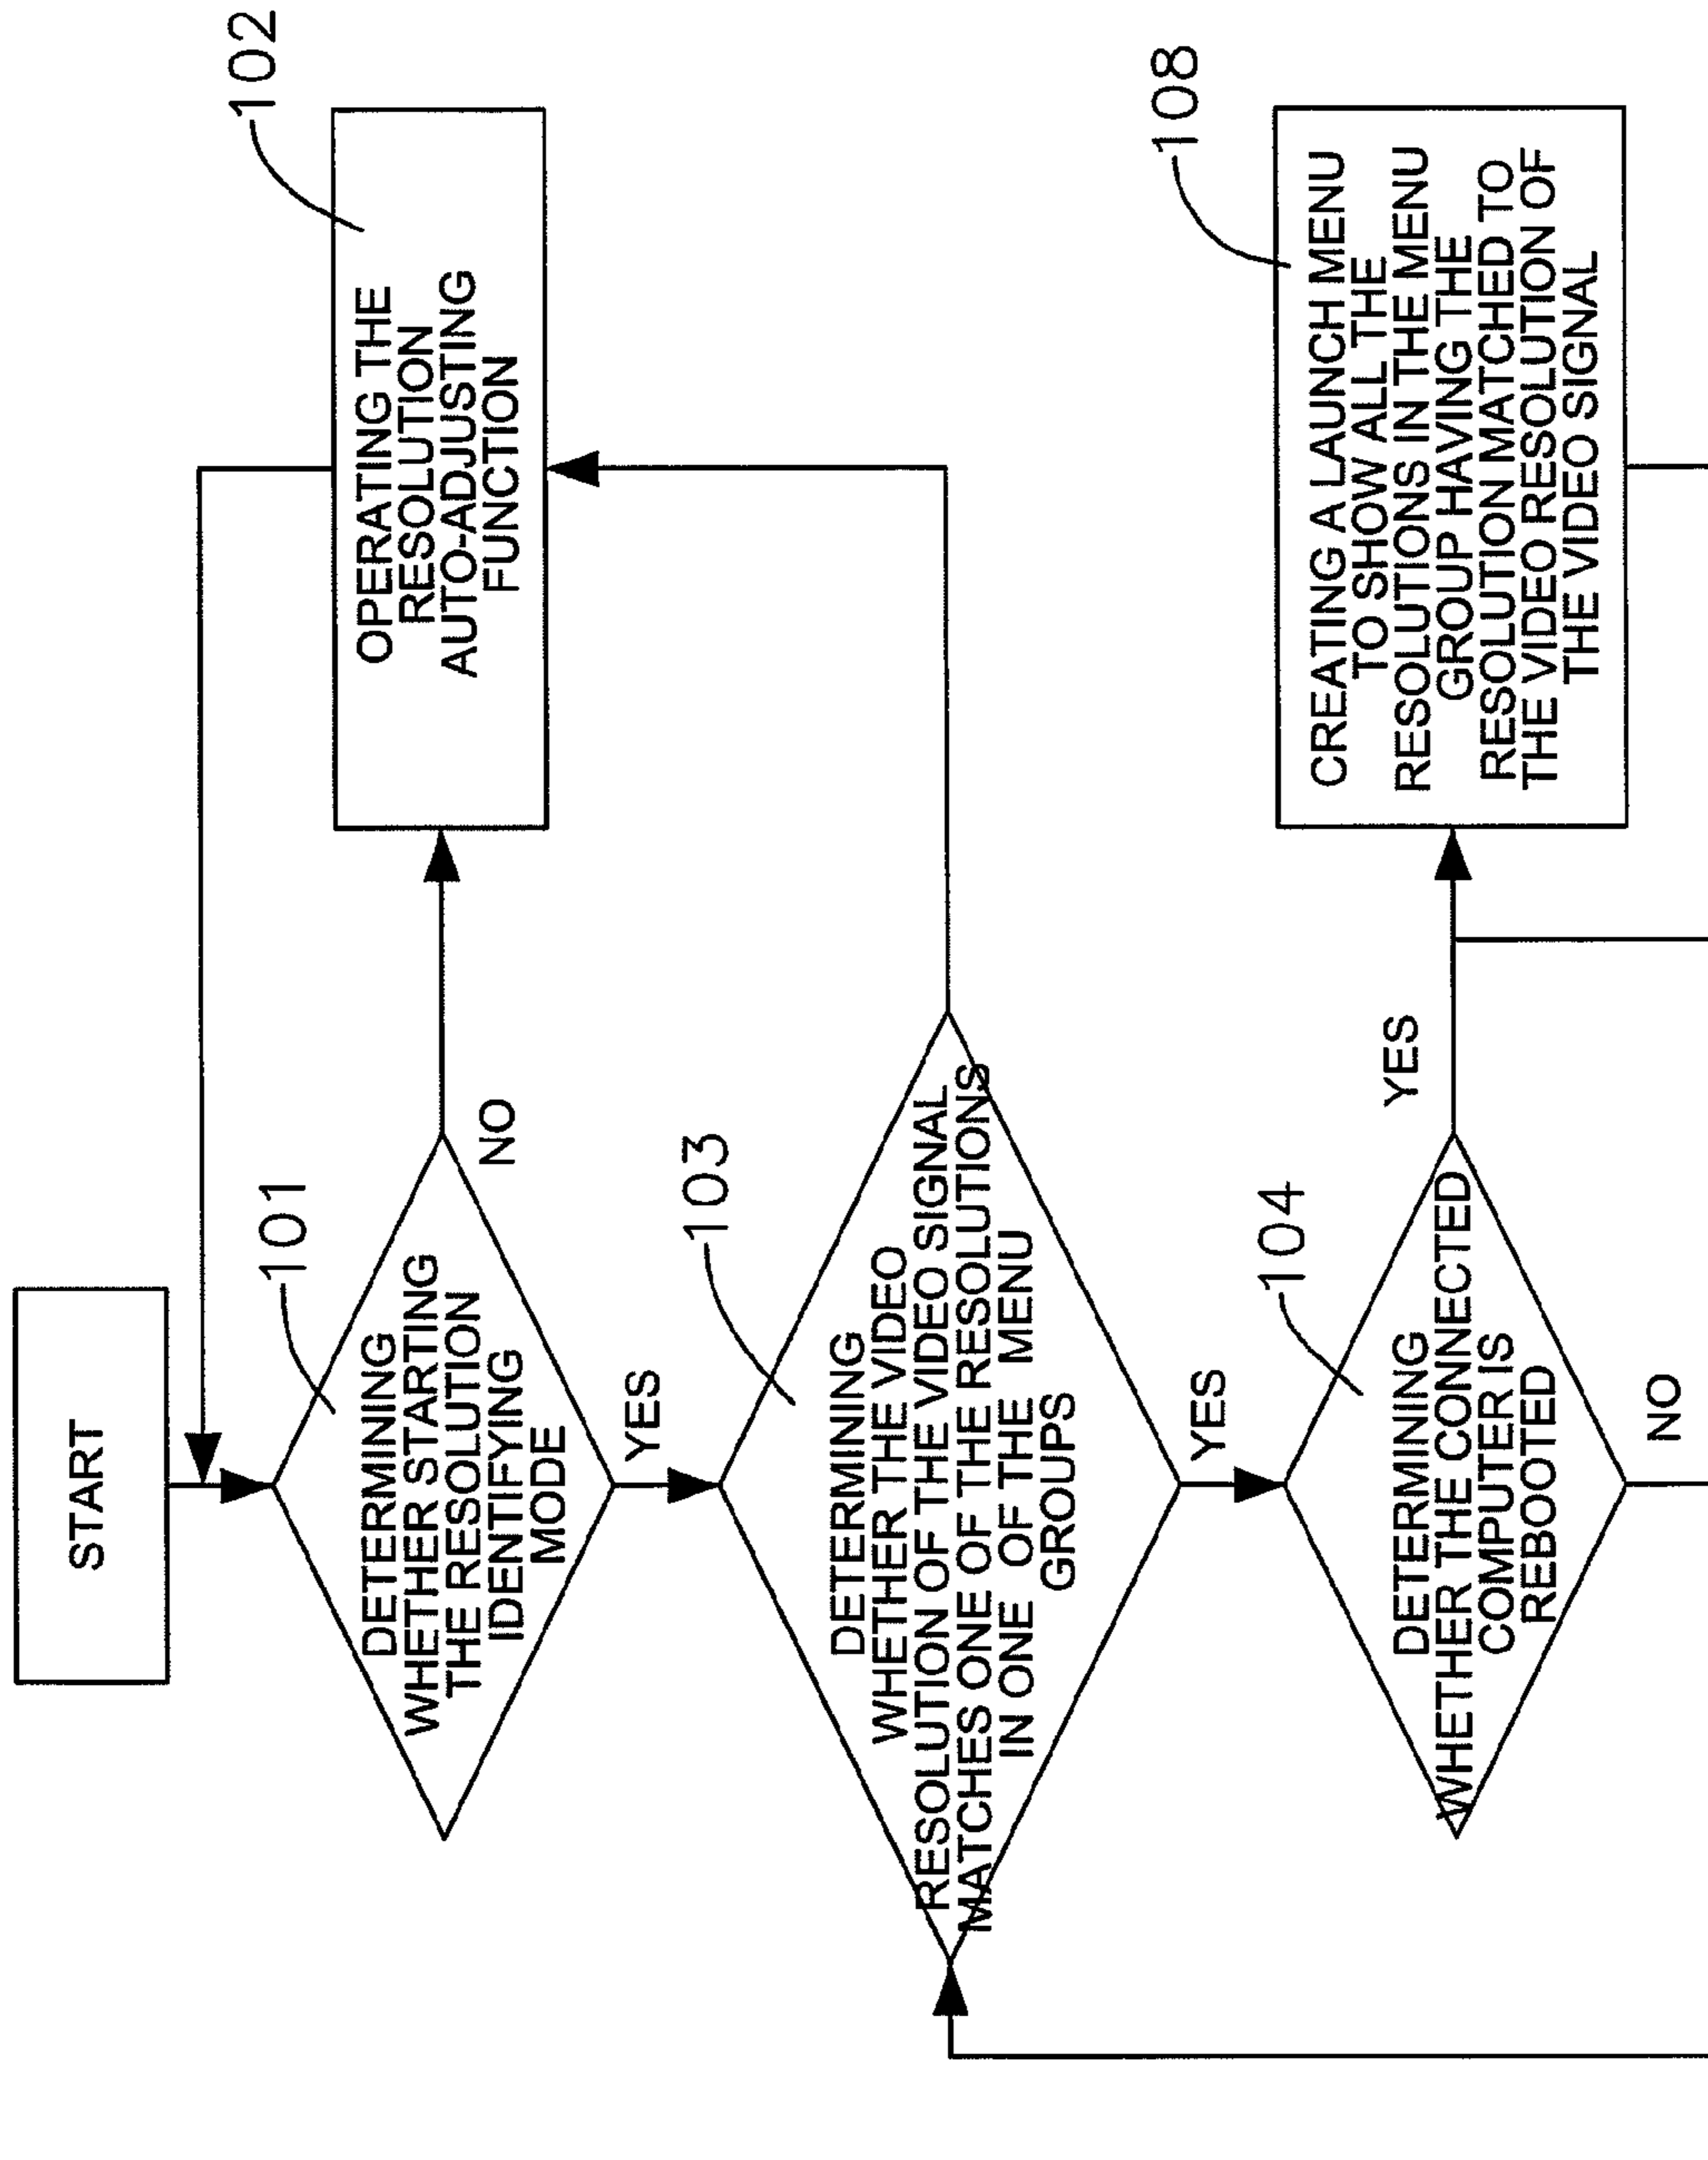 START
101
DETERMINING
WHETHER STARTING
THE RESOLUTION
IDENTIFYING
MODE
NO
102
OPERATING THE
RESOLUTION
AUTO-ADJUSTING
FUNCTION
YES
103
DETERMINING
WHETHER THE VIDEO
RESOLUTION OF THE VIDEO SIGNAL
MATCHES ONE OF THE RESOLUTIONS
IN ONE OF THE MENU
GROUPS
YES
104
DETERMINING
WHETHER THE CONNECTED
COMPUTER IS
REBOOTED
YES
108
CREATING A LAUNCH MENU
TO SHOW ALL THE
RESOLUTIONS IN THE MENU
GROUP HAVING THE
RESOLUTION MATCHED TO
THE VIDEO RESOLUTION OF
THE VIDEO SIGNAL
NO